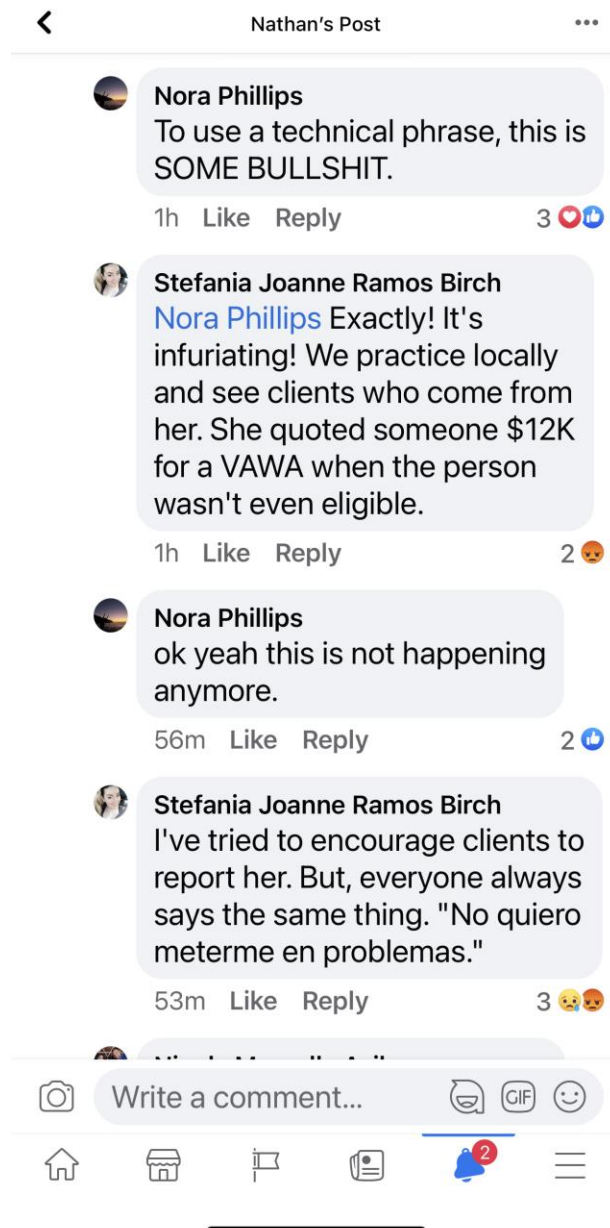 Nathan's Post
Nora Phillips
To use a technical phrase, this is
SOME BULLSHIT.
1h Like Reply 3
Stefania Joanne Ramos Birch
Nora Phillips Exactly! It's
infuriating! We practice locally
and see clients who come from
her. She quoted someone $12K
for a VAWA when the person
wasn't even eligible.
1h Like Reply 2
Nora Phillips
ok yeah this is not happening
anymore.
56m Like Reply 2
Stefania Joanne Ramos Birch
I've tried to encourage clients to
report her. But, everyone always
says the same thing. "No quiero
meterme en problemas."
53m Like Reply 3
Write a comment...
GIF
2